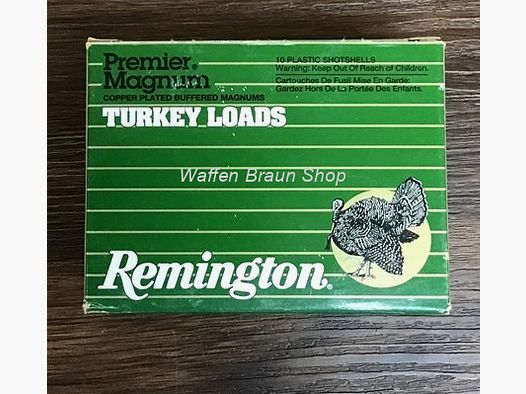 Premier®
Magnum
COPPER PLATED BUFFERED MAGNUMS
TURKEY LOADS
10 PLASTIC SHOTSHELLS
Warning: Keep Out Of Reach of Children.
Cartouches De Fusil Mise En Garde:
Gardez Hors De La Portée Des Enfants.
Waffen Braun Shop
Remington®